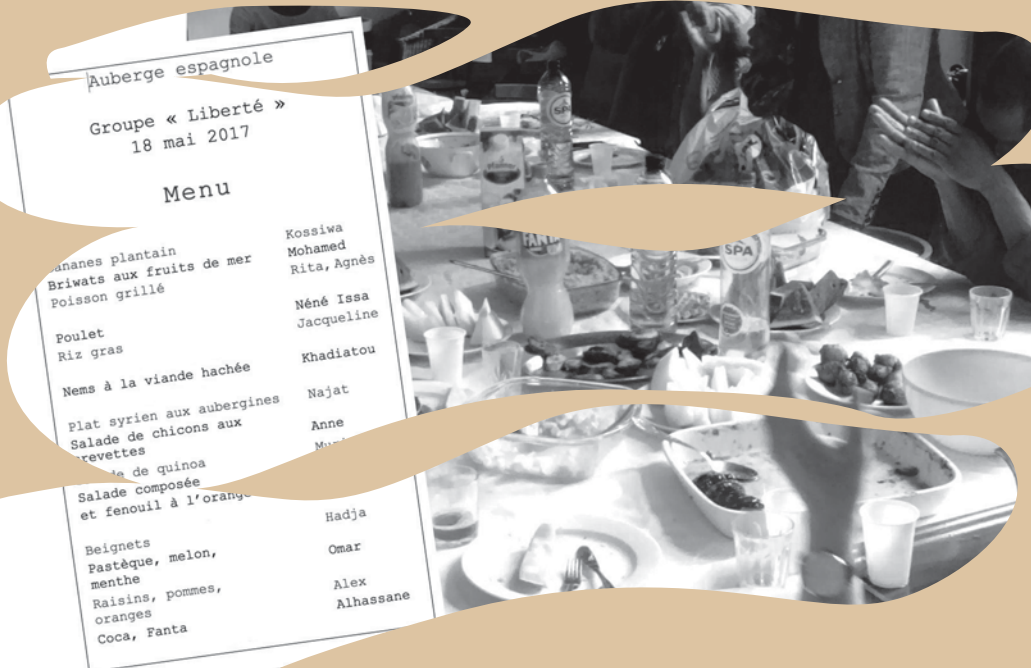 Auberge espagnole
Groupe « Liberté »
18 mai 2017
Menu
plantain Kossiwa
Briwats aux fruits de mer Mohamed
Poisson grillé Rita, Agnès
Poulet Néné Issa
Riz gras Jacqueline
Nems à la viande hachée Khadiatou
Plat syrien aux aubergines Najat
Salade de chicons aux Anne
de quinoa
Salade composée
et fenouil à l'orange
Beignets Hadja
Pastèque, melon, Omar
menthe
Raisins, pommes, Alex
oranges
Coca, Fanta Alhassane
SPA
FANTA
SPA